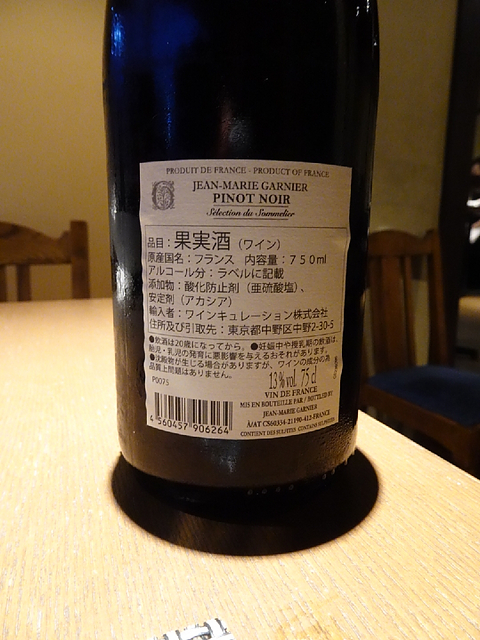 PRODUIT DE FRANCE - PRODUCT OF FRANCE
JEAN-MARIE GARNIER
PINOT NOIR
Sélection du Sommelier
品目：果実酒（ワイン）
原産国名：フランス 内容量：750ml
アルコール分：ラベルに記載
添加物：酸化防止剤（亜硫酸塩）、
安定剤（アカシア）
輸入者：ワインキュレーション株式会社
住所及び引取先：東京都中野区中野2-30-5
●飲酒は20歳になってから。●妊娠中や授乳期の飲酒は、
胎児・乳児の発育に悪影響を与えるおそれがあります。
●沈殿物が生じる場合がありますが、ワインの成分の為
品質上問題はありません。
P0075
13%vol 75 cl
VIN DE FRANCE
MIS EN BOUTEILLE PAR / BOTTLED BY
JEAN-MARIE GARNIER
À/AT CS60334-21190-412-FRANCE
CONTIENT DES SULFITES CONTAINS SULPHITES
4 560457 906264